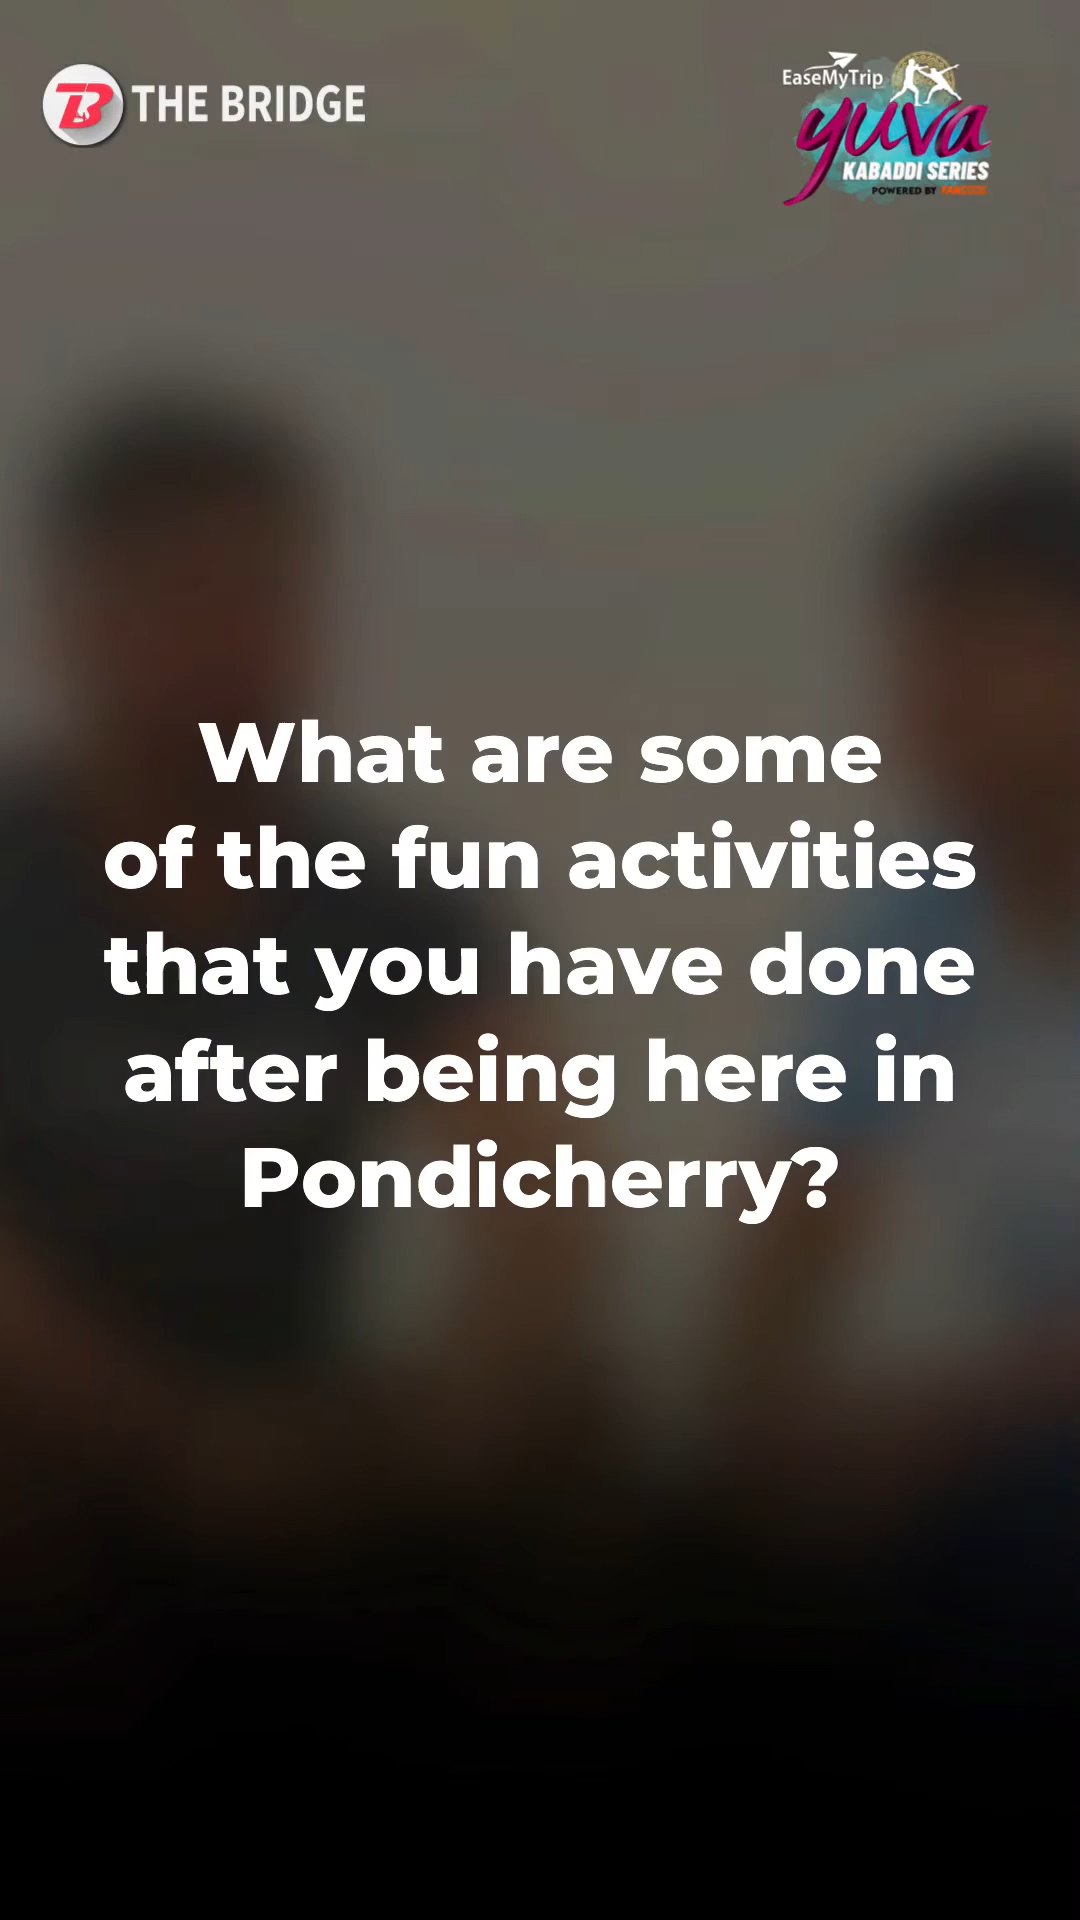 THE BRIDGE
EaseMyTrip
yuva
KABADDI SERIES
POWERED BY
What are some
of the fun activities
that you have done
after being here in
Pondicherry?